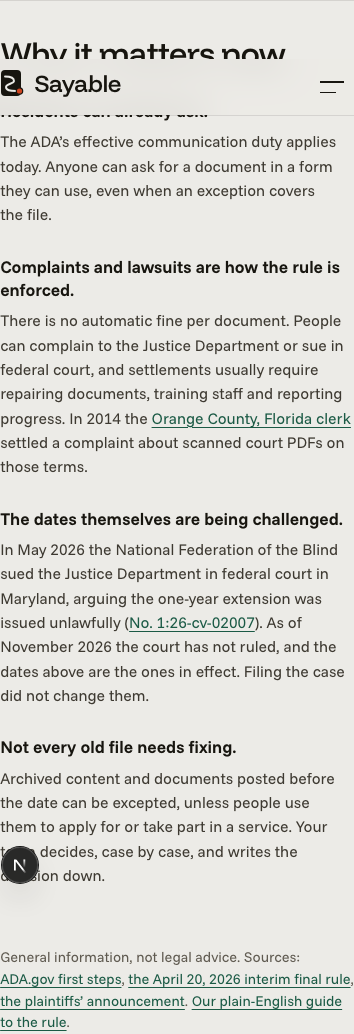 Why it matters now
Sayable
Residents can already ask.
The ADA’s effective communication duty applies
today. Anyone can ask for a document in a form
they can use, even when an exception covers
the file.
Complaints and lawsuits are how the rule is
enforced.
There is no automatic fine per document. People
can complain to the Justice Department or sue in
federal court, and settlements usually require
repairing documents, training staff and reporting
progress. In 2014 the Orange County, Florida clerk
settled a complaint about scanned court PDFs on
those terms.
The dates themselves are being challenged.
In May 2026 the National Federation of the Blind
sued the Justice Department in federal court in
Maryland, arguing the one-year extension was
issued unlawfully (No. 1:26-cv-02007). As of
November 2026 the court has not ruled, and the
dates above are the ones in effect. Filing the case
did not change them.
Not every old file needs fixing.
Archived content and documents posted before
the date can be excepted, unless people use
them to apply for or take part in a service. Your
decides, case by case, and writes the
down.
N
General information, not legal advice. Sources:
ADA.gov first steps, the April 20, 2026 interim final rule,
the plaintiffs’ announcement. Our plain-English guide
to the rule.